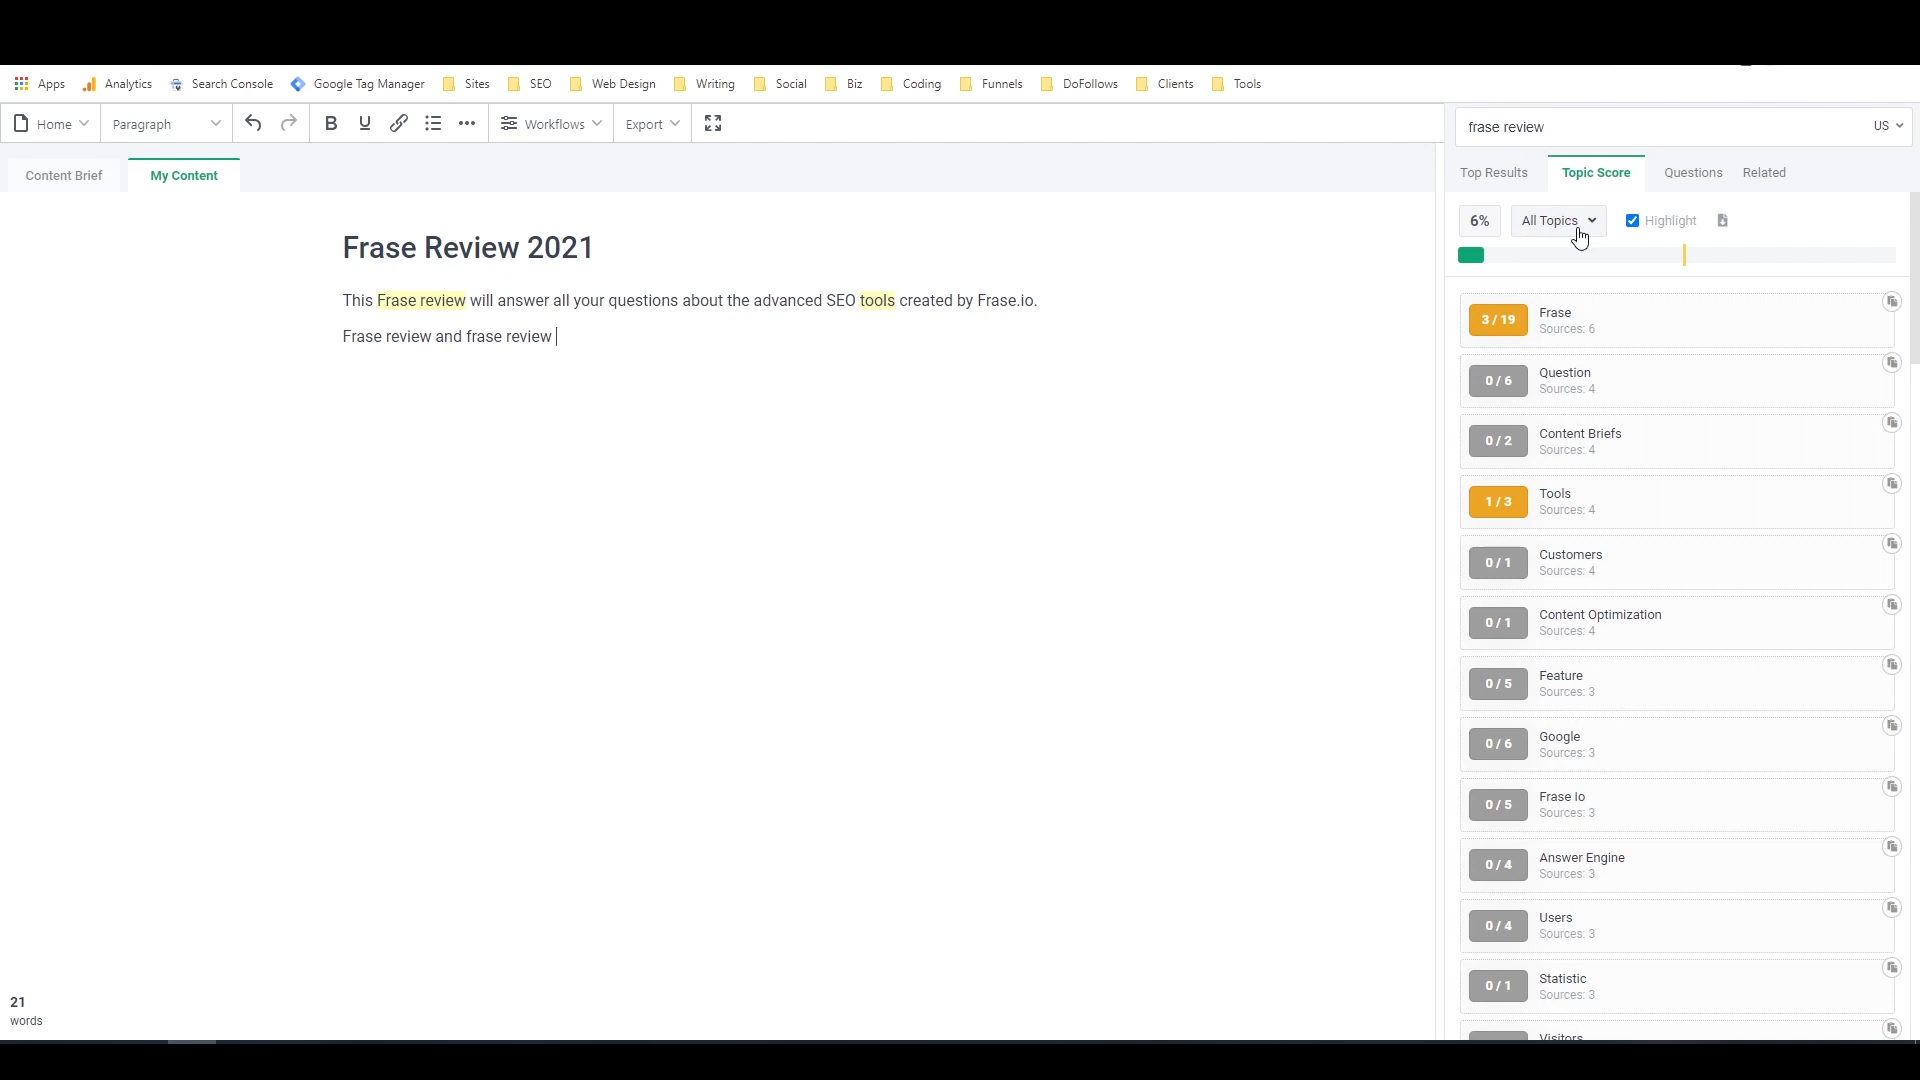 Apps Analytics Search Console Google Tag Manager Sites SEO Web Design Writing Social Biz Coding Funnels DoFollows Clients Tools
Home Paragraph B U Workflows Export
frase review US
Content Brief My Content
Top Results Topic Score Questions Related
6% All Topics Highlight
Frase Review 2021
This Frase review will answer all your questions about the advanced SEO tools created by Frase.io.
Frase review and frase review
3 / 19 Frase
Sources: 6
0 / 6 Question
Sources: 4
0 / 2 Content Briefs
Sources: 4
1 / 3 Tools
Sources: 4
0 / 1 Customers
Sources: 4
0 / 1 Content Optimization
Sources: 4
0 / 5 Feature
Sources: 3
0 / 6 Google
Sources: 3
0 / 5 Frase Io
Sources: 3
0 / 4 Answer Engine
Sources: 3
0 / 4 Users
Sources: 3
0 / 1 Statistic
Sources: 3
Visitors
21
words